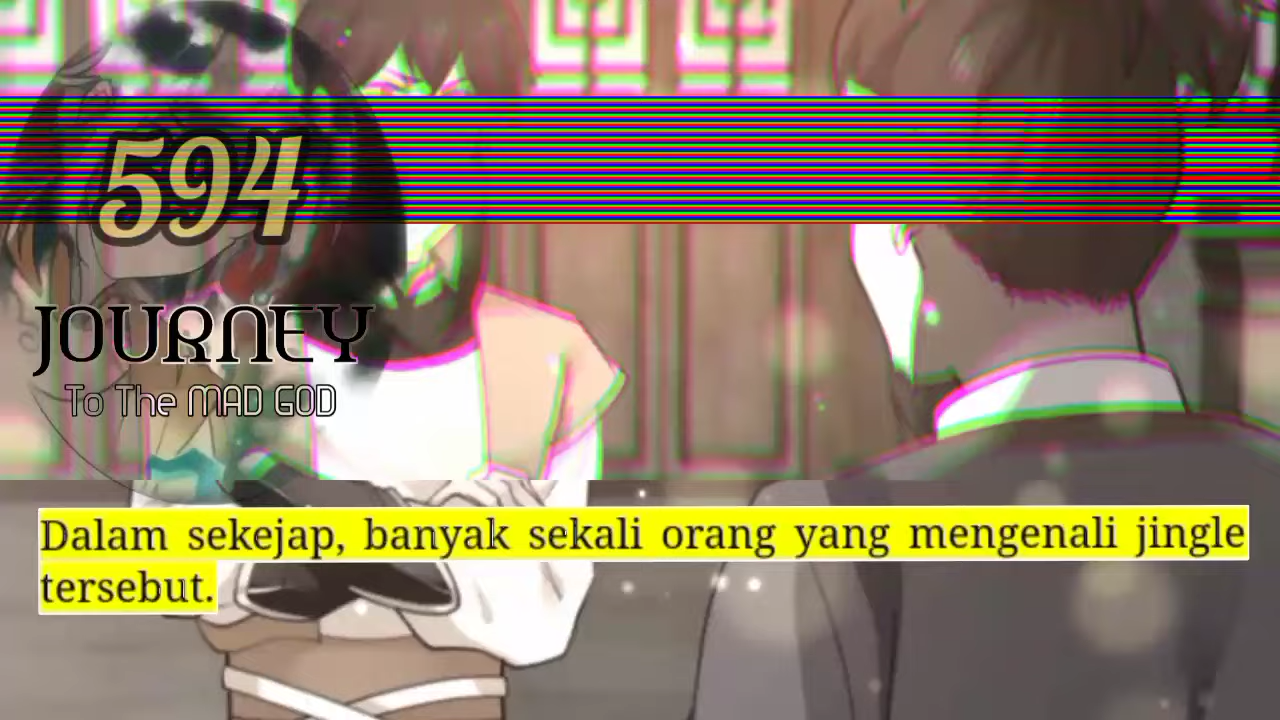 594
JOURNEY
To The MAD GOD
Dalam sekejap, banyak sekali orang yang mengenali jingle
tersebut.